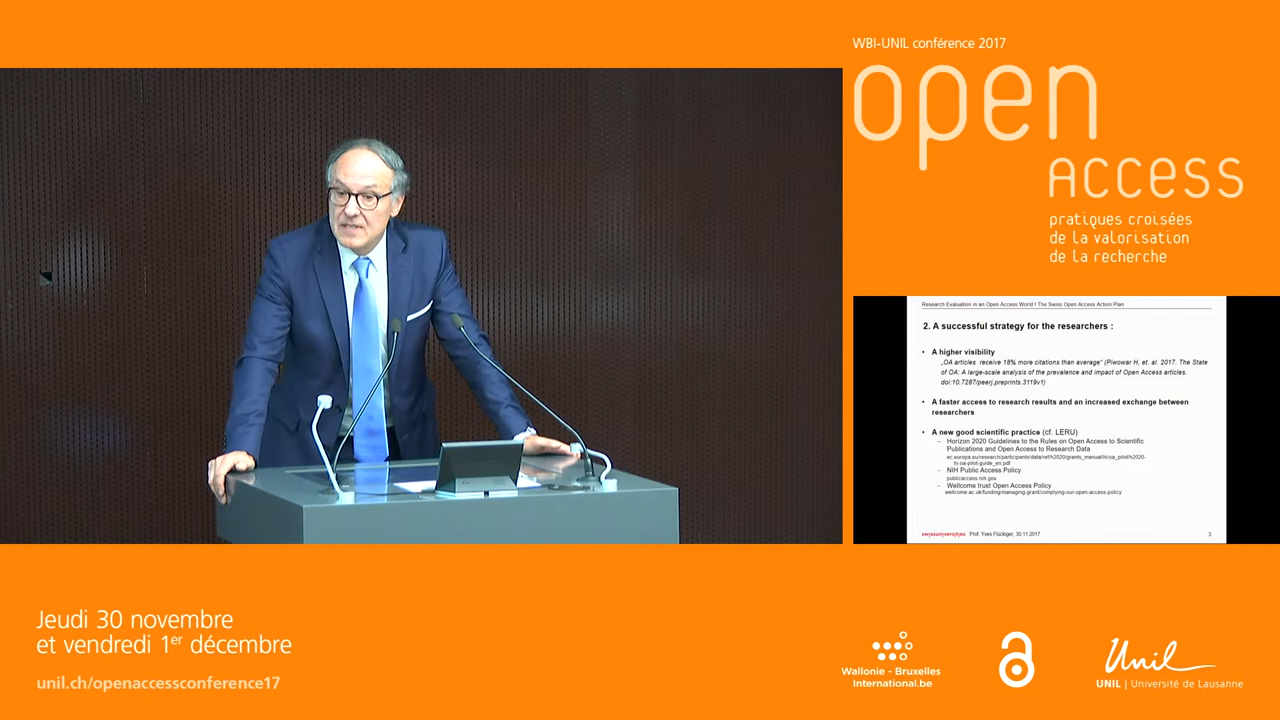 WBI-UNIL conférence 2017
open
access
pratiques croisées
de la valorisation
de la recherche
Research Evaluation in an Open Access World / The Swiss Open Access Action Plan
2. A successful strategy for the researchers :
• A higher visibility
„OA articles receive 18% more citations than average“ (Piwowar H, et. al. 2017. The State
of OA: A large-scale analysis of the prevalence and impact of Open Access articles.
doi:10.7287/peerj.preprints.3119v1)
• A faster access to research results and an increased exchange between
researchers
• A new good scientific practice (cf. LERU)
– Horizon 2020 Guidelines to the Rules on Open Access to Scientific
Publications and Open Access to Research Data
hi-oa-pilot-guide_en.pdf
– NIH Public Access Policy
publicaccess.nih.gov
– Wellcome trust Open Access Policy
wellcome.ac.uk/funding/managing-grant/complying-our-open-access-policy
swissuniversities Prof. Yves Flückiger, 30.11.2017 3
Jeudi 30 novembre
et vendredi 1er décembre
unil.ch/openaccessconference17
Wallonie - Bruxelles
International.be
Unil
UNIL | Université de Lausanne